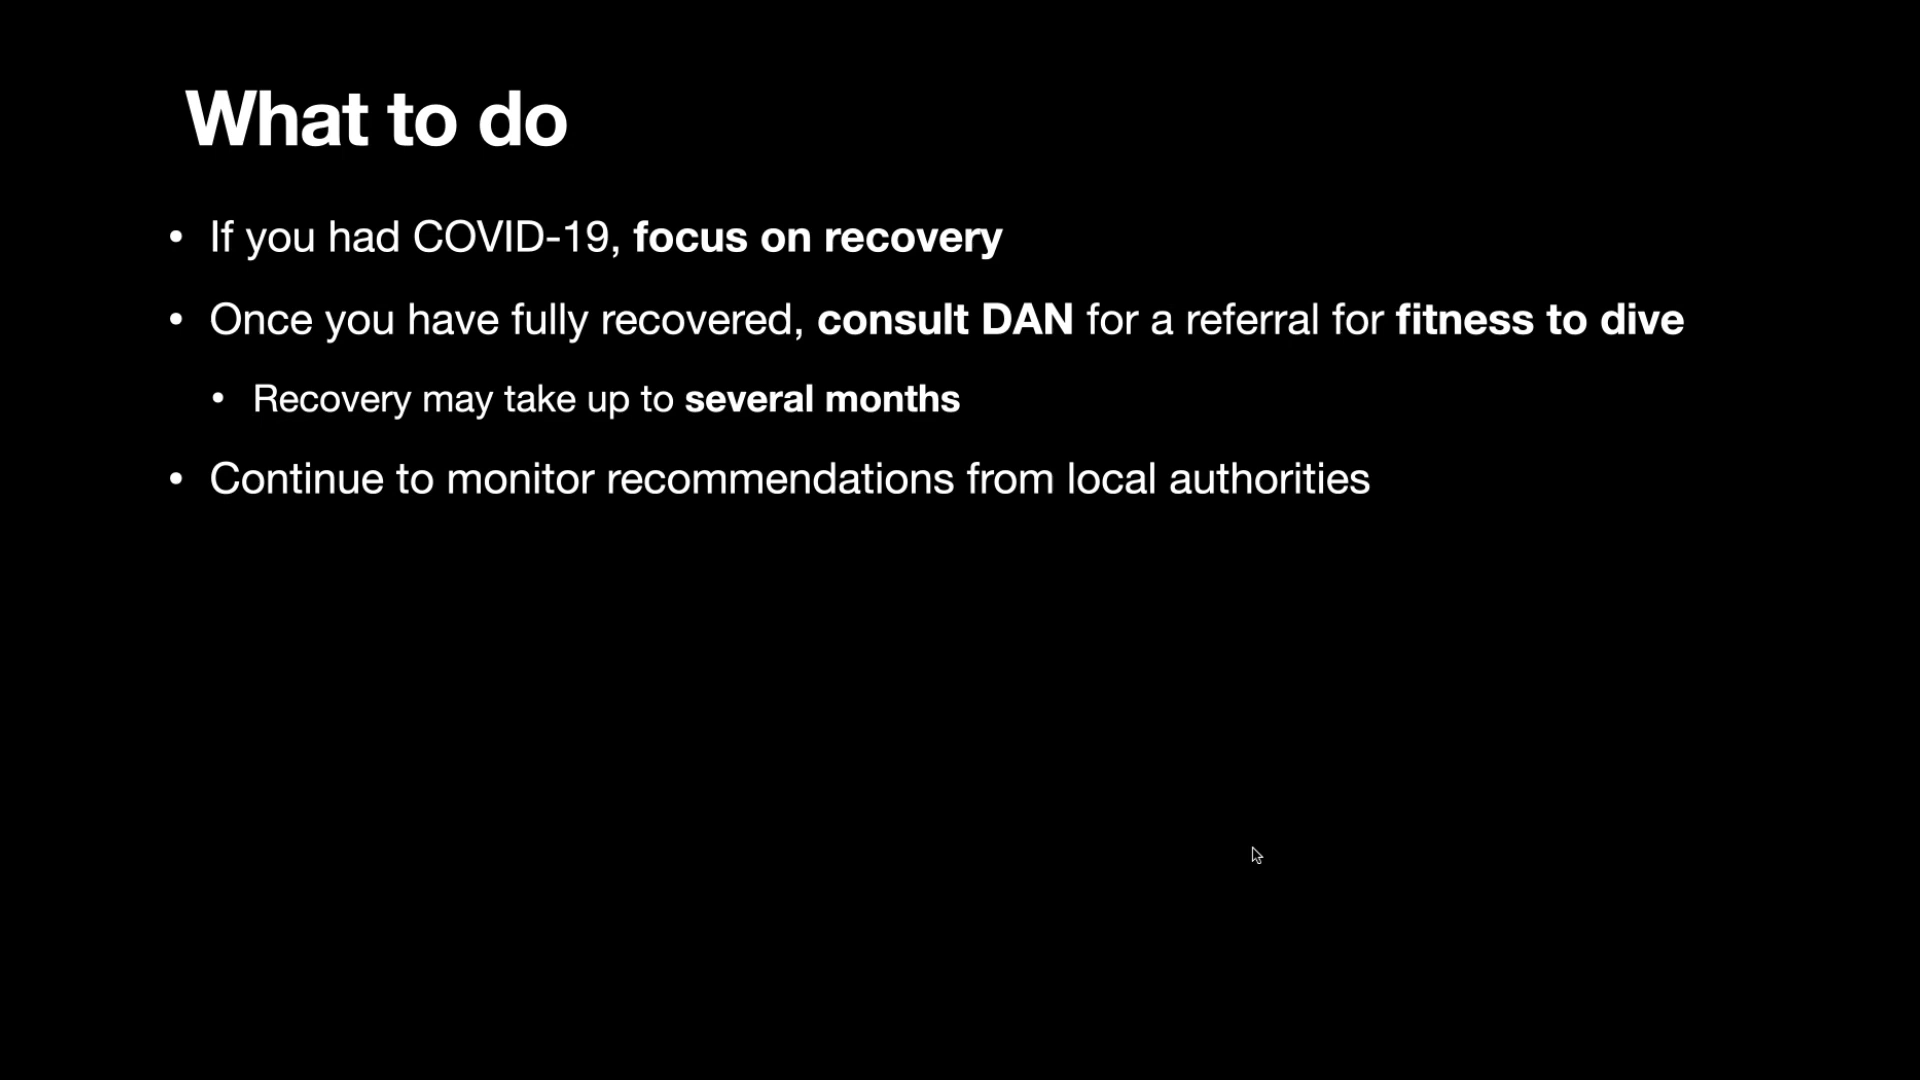 What to do
• If you had COVID-19, focus on recovery
• Once you have fully recovered, consult DAN for a referral for fitness to dive
• Recovery may take up to several months
• Continue to monitor recommendations from local authorities